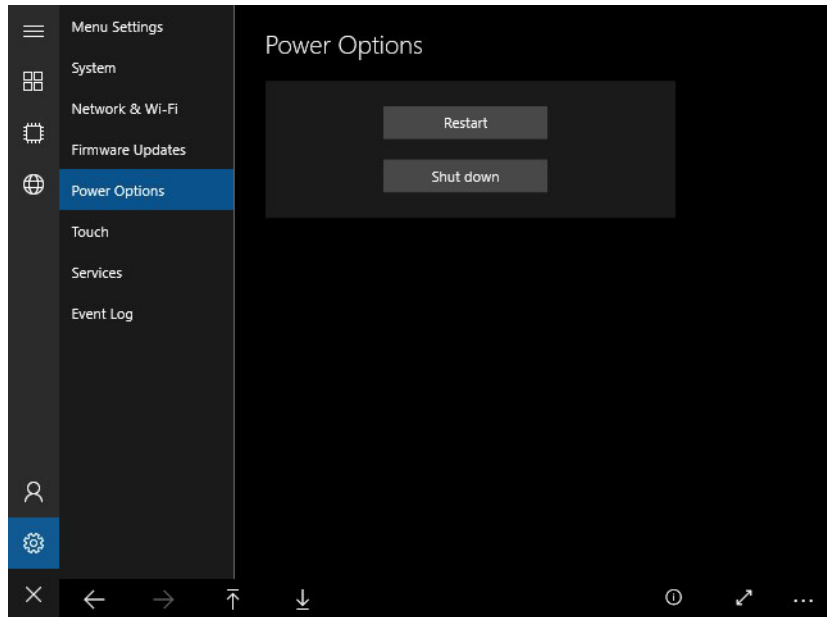 Menu Settings
System
Network & Wi-Fi
Firmware Updates
Power Options
Touch
Services
Event Log
Power Options
Restart
Shut down